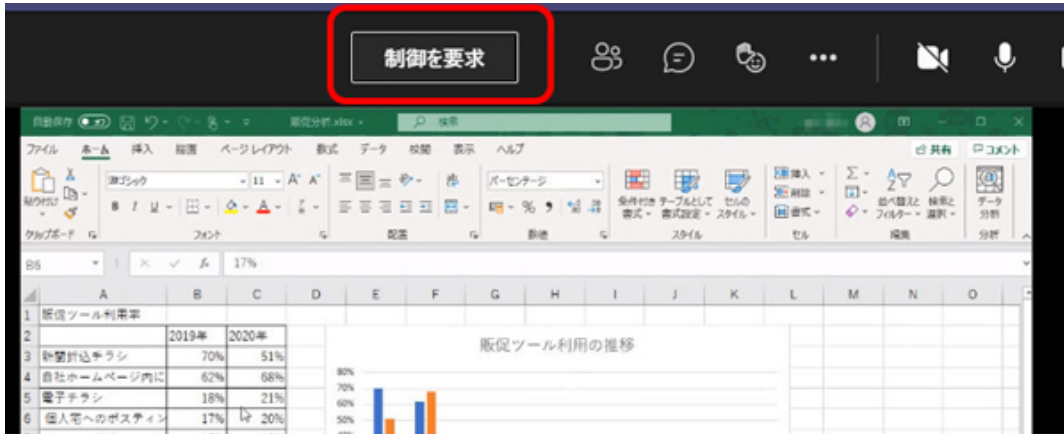 制御を要求
自動保存 オフ 販促分析.xlsx 検索
ファイル ホーム 挿入 描画 ページ レイアウト 数式 データ 校閲 表示 ヘルプ 共有 コメント
貼り付け 游ゴシック 11 A A パーセンテージ 条件付き書式 テーブルとして書式設定 セルのスタイル 挿入 削除 書式 並べ替えとフィルター 検索と選択 データ分析
B I U A %
クリップボード フォント 配置 数値 スタイル セル 編集 分析
B6 fx 17%
A B C D E F G H I J K L M N O
1 販促ツール利用率
2 2019年 2020年
販促ツール利用の推移
3 新聞折込チラシ 70% 51%
4 自社ホームページ内に 62% 68%
5 電子チラシ 18% 21%
6 個人宅へのポスティン 17% 20%
80%
70%
60%
50%